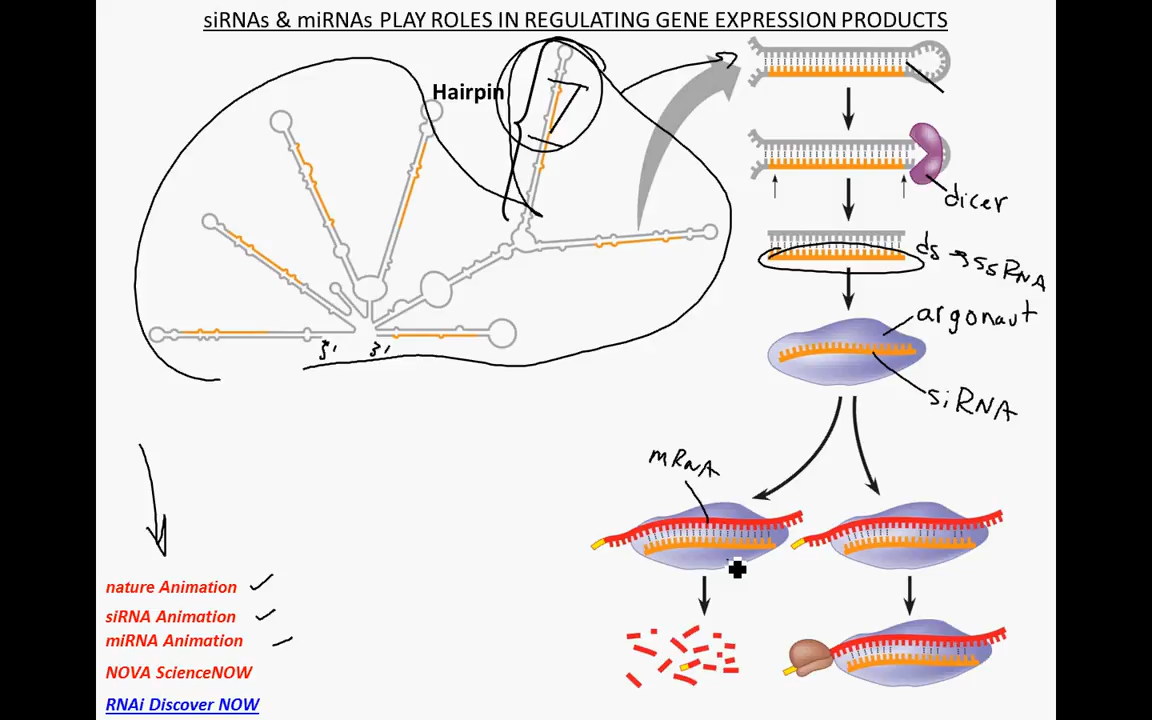 siRNAs & miRNAs PLAY ROLES IN REGULATING GENE EXPRESSION PRODUCTS
Hairpin
dicer
ds → ssRNA
argonaut
siRNA
5' 3'
mRNA
nature Animation
siRNA Animation
miRNA Animation
NOVA ScienceNOW
RNAi Discover NOW